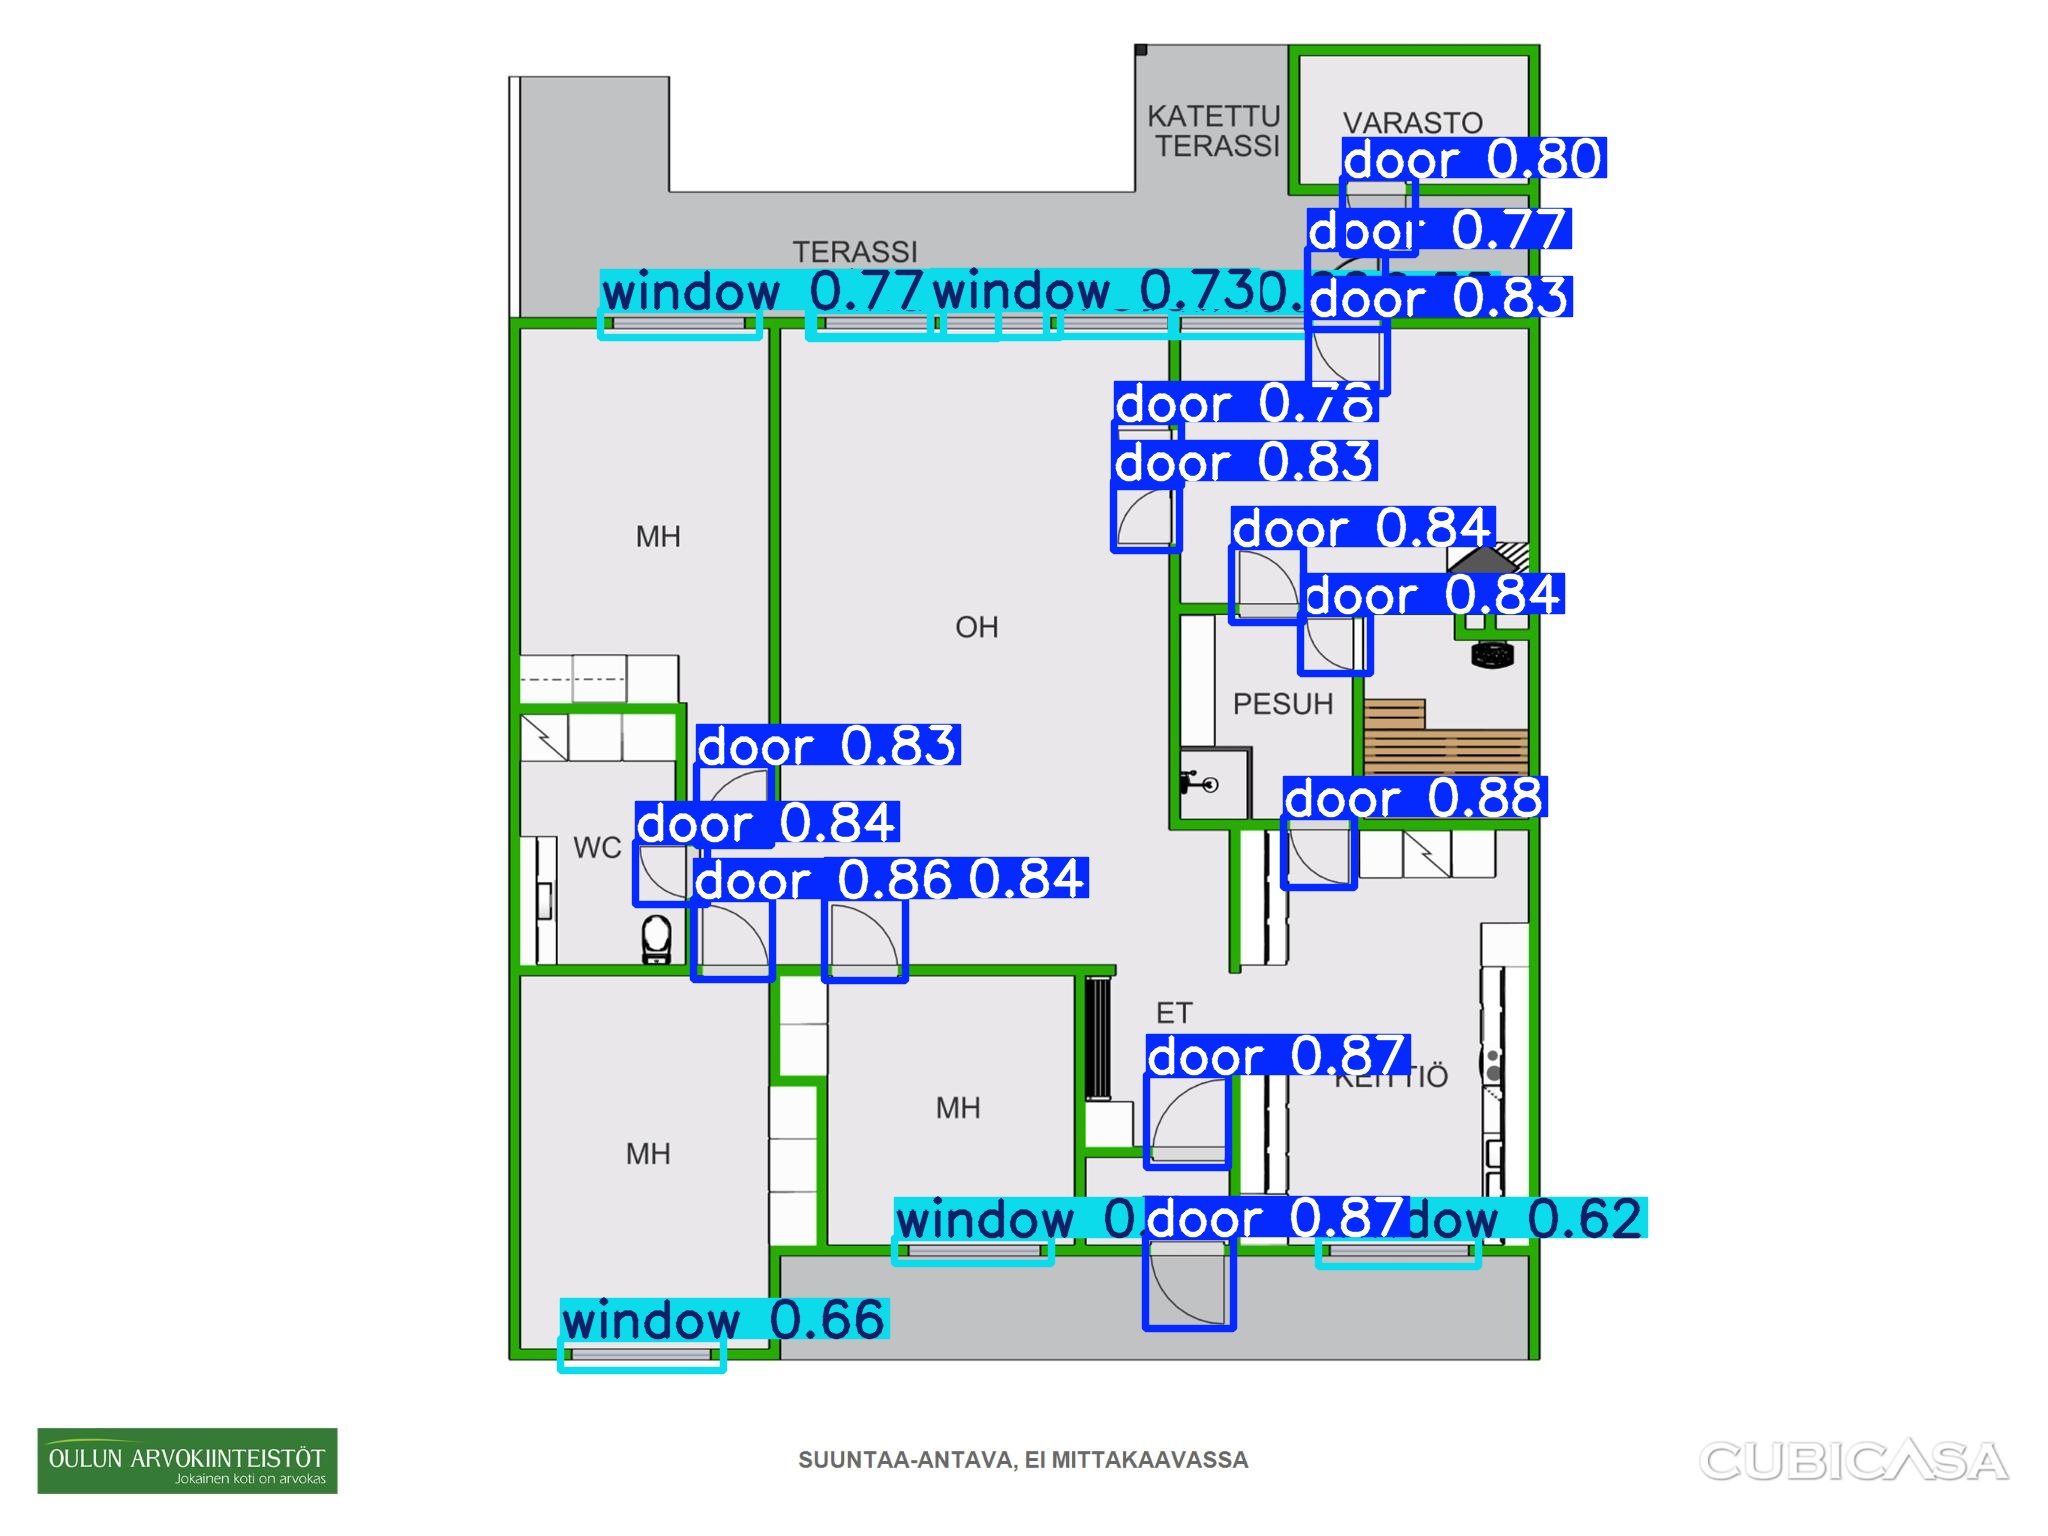 KATETTU
TERASSI
VARASTO
door 0.80
door 0.77
TERASSI
window 0.77
window 0.73
door 0.83
door 0.78
door 0.83
MH
door 0.84
door 0.84
OH
PESUH
door 0.83
door 0.84
door 0.88
WC
door 0.86
0.84
ET
door 0.87
KEITTIÖ
MH
MH
window 0.
door 0.87
dow 0.62
window 0.66
OULUN ARVOKIINTEISTÖT
Jokainen koti on arvokas
SUUNTAA-ANTAVA, EI MITTAKAAVASSA
CUBICASA